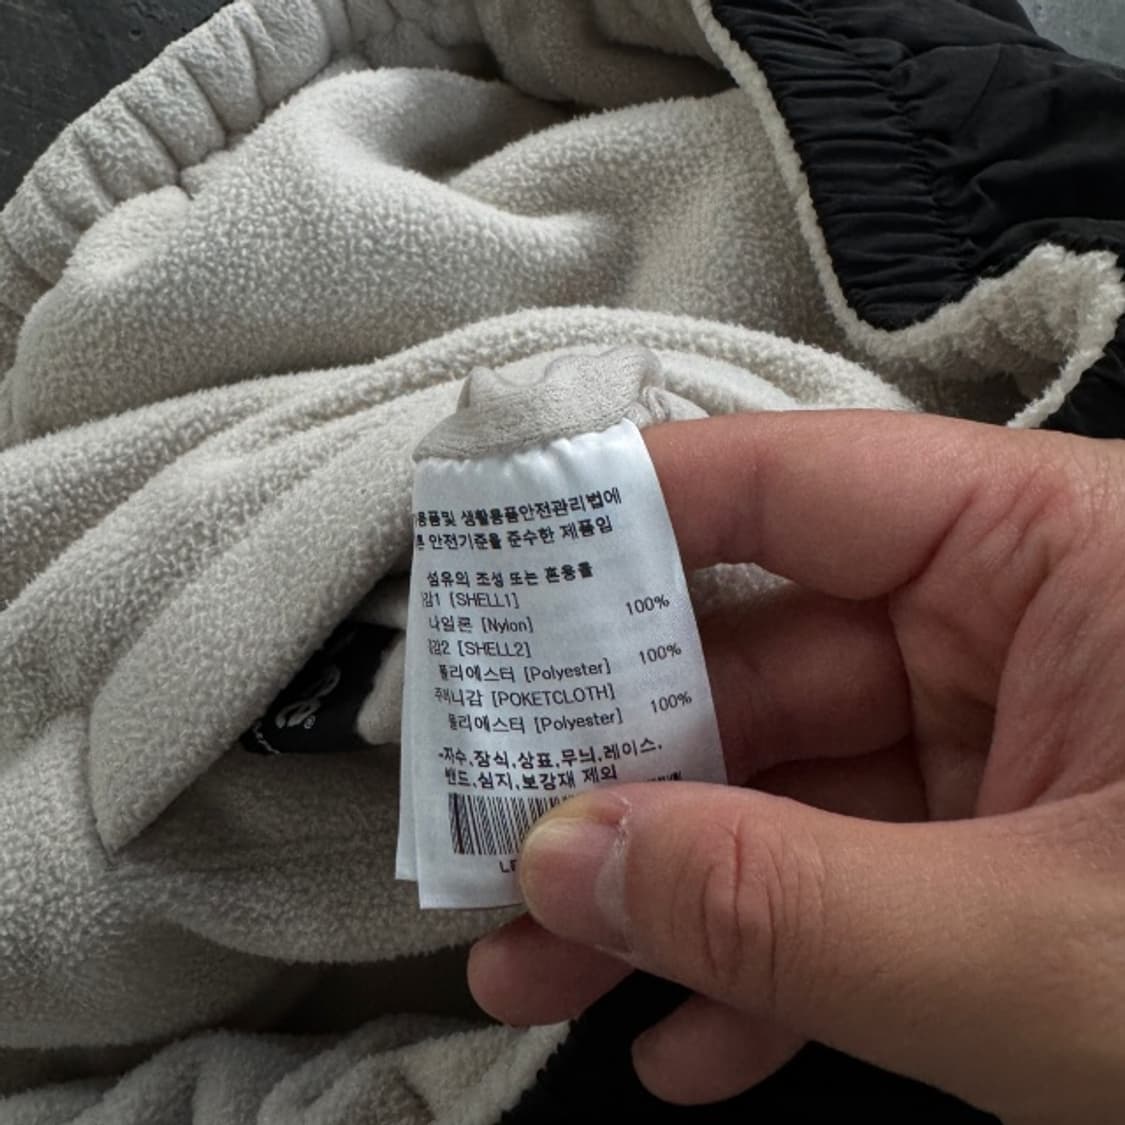 용품및 생활용품안전관리법에
른 안전기준을 준수한 제품임
섬유의 조성 또는 혼용률
감1 [SHELL1]
100%
나일론 [Nylon]
감2 [SHELL2]
폴리에스터 [Polyester] 100%
주머니감 [POKETCLOTH]
폴리에스터 [Polyester] 100%
-자수,장식,상표,무늬,레이스,
밴드,심지,보강재 제외